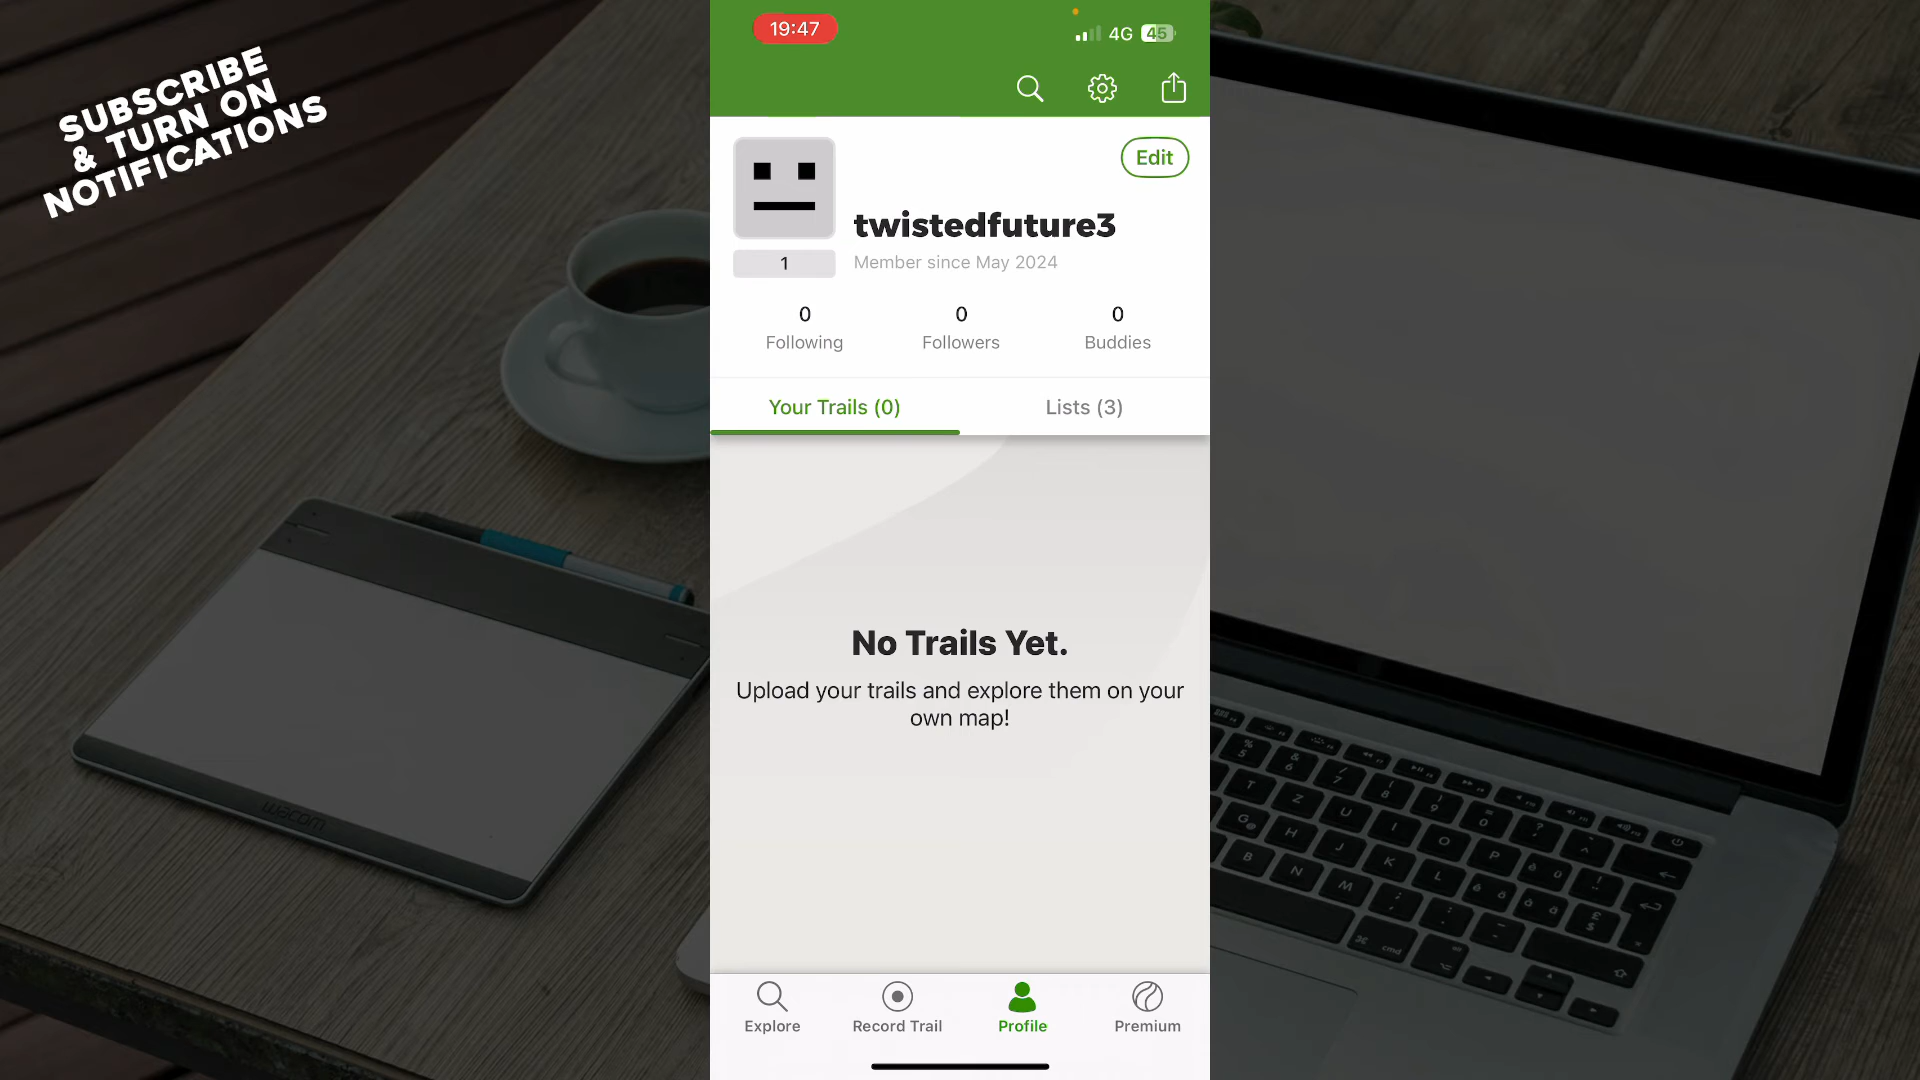 SUBSCRIBE
& TURN ON
NOTIFICATIONS
19:47
4G 45
Edit
twistedfuture3
1
Member since May 2024
0 0 0
Following Followers Buddies
Your Trails (0) Lists (3)
No Trails Yet.
Upload your trails and explore them on your
own map!
Explore Record Trail Profile Premium
wacom